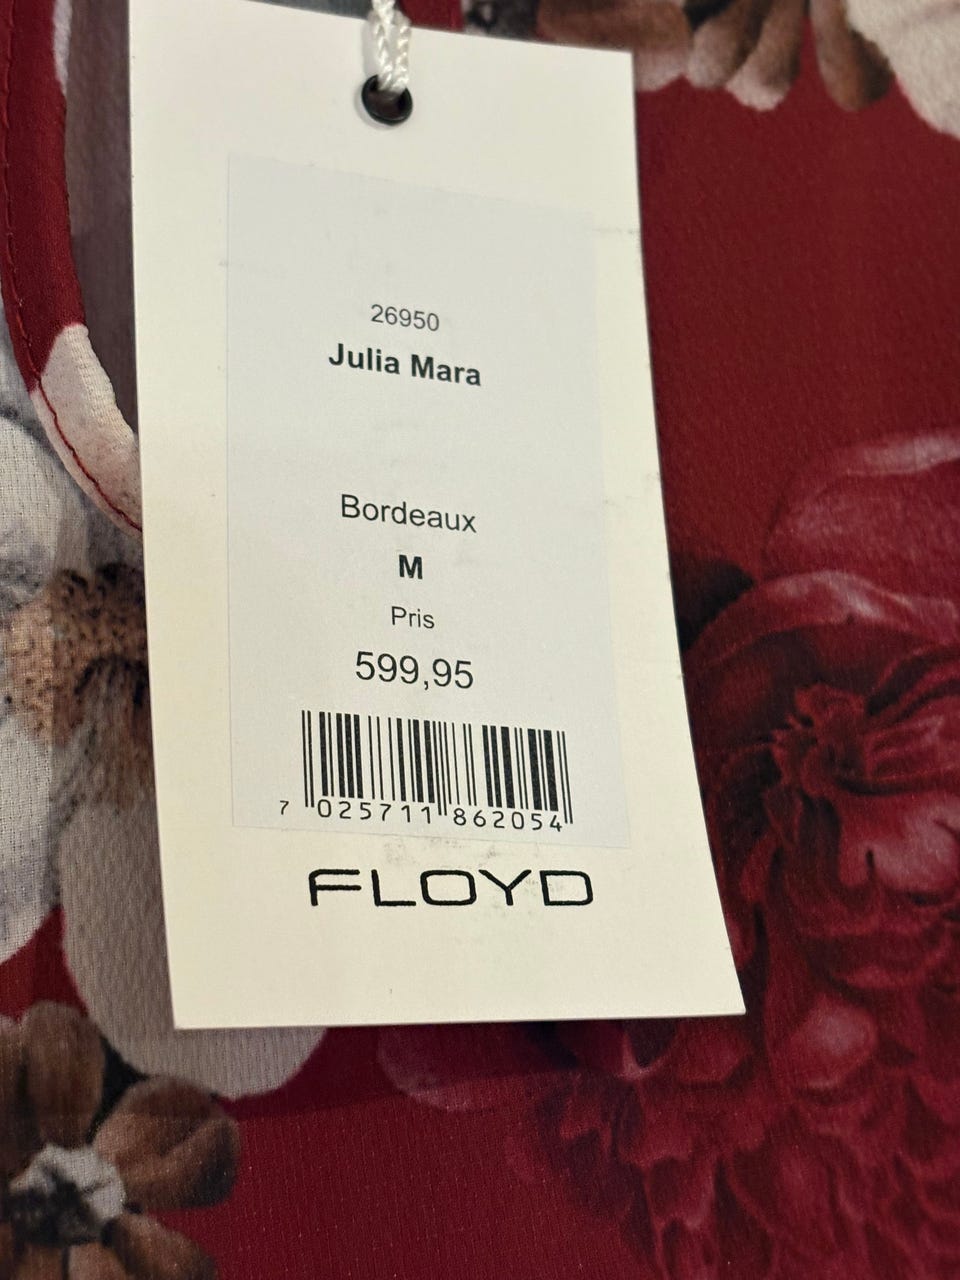 26950
Julia Mara
Bordeaux
M
Pris
599,95
7 025711 862054
FLOYD